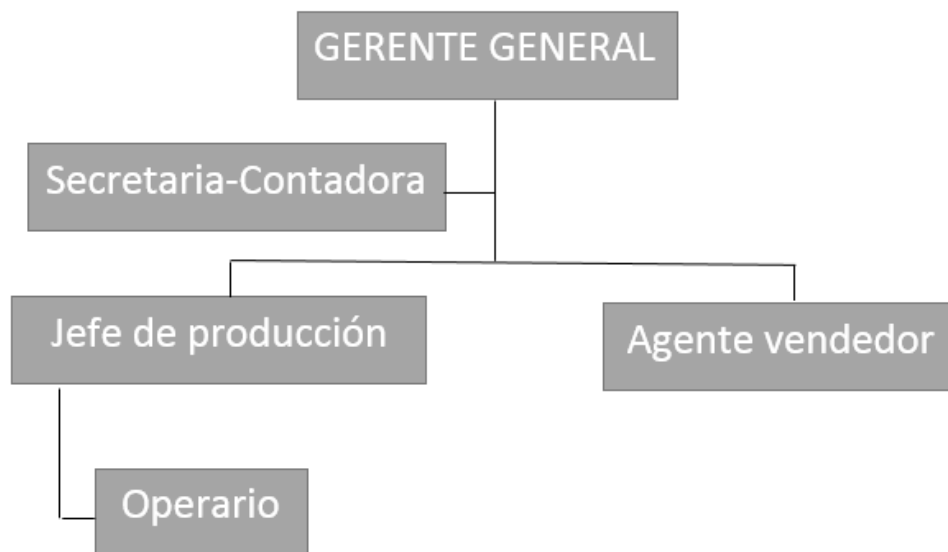 GERENTE GENERAL
Secretaria-Contadora
Jefe de producción
Agente vendedor
Operario